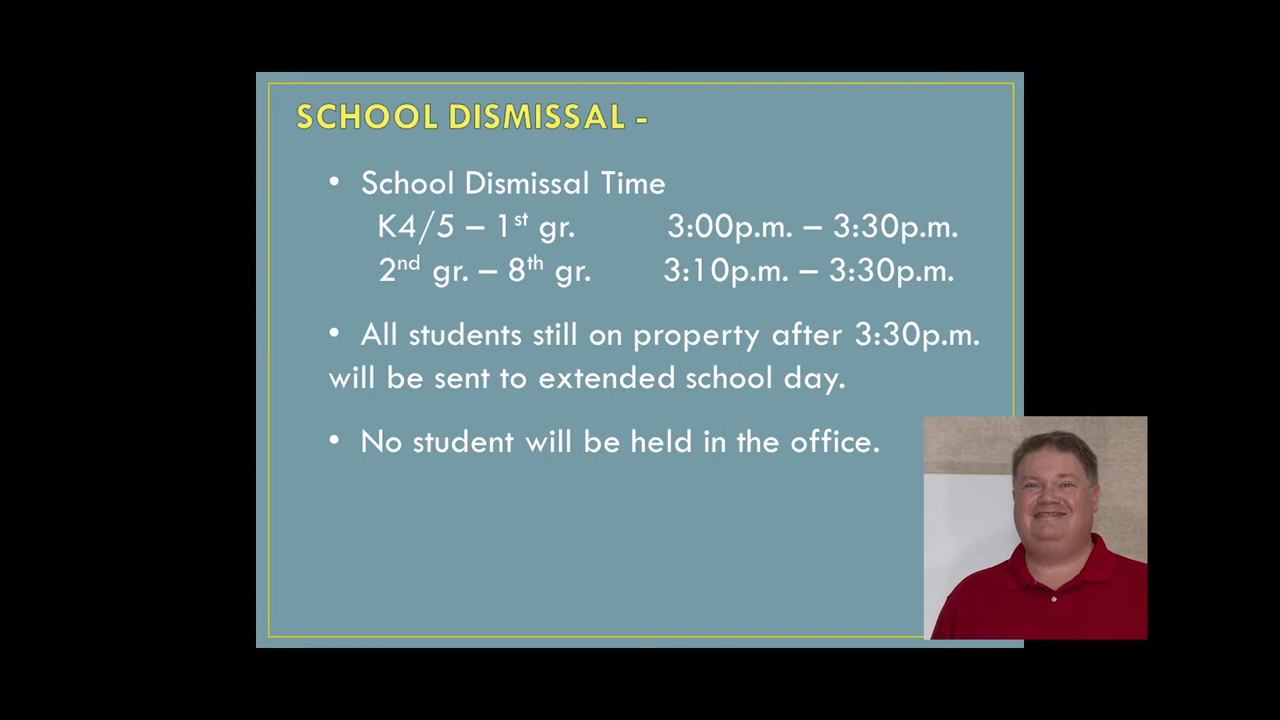 SCHOOL DISMISSAL -
• School Dismissal Time
K4/5 – 1st gr. 3:00p.m. – 3:30p.m.
2nd gr. – 8th gr. 3:10p.m. – 3:30p.m.
• All students still on property after 3:30p.m.
will be sent to extended school day.
• No student will be held in the office.